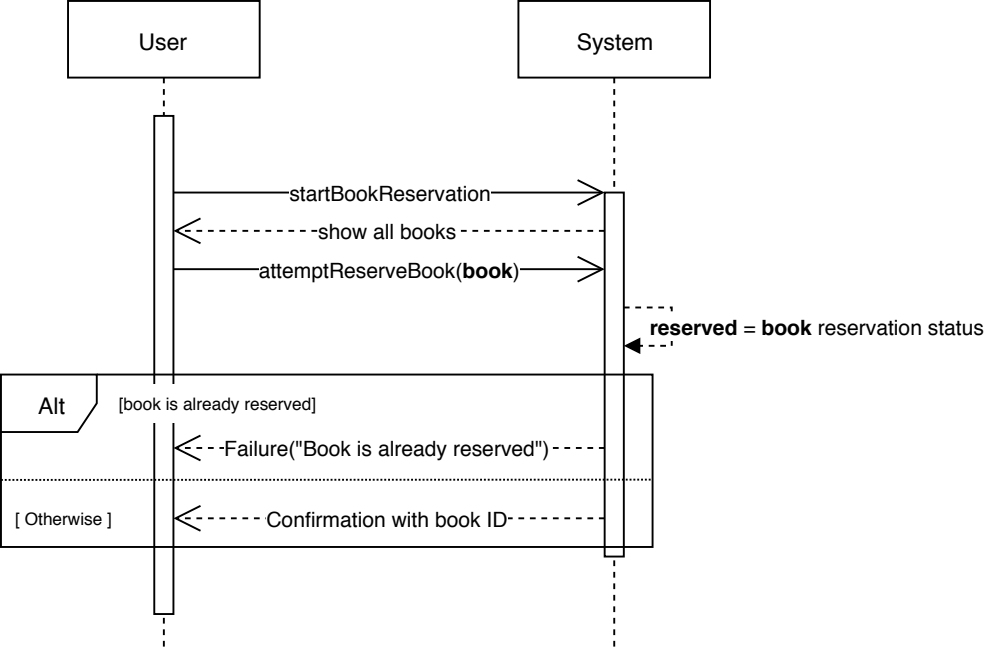 User
System
startBookReservation
show all books
attemptReserveBook(book)
reserved = book reservation status
Alt
[book is already reserved]
Failure("Book is already reserved")
[ Otherwise ]
Confirmation with book ID